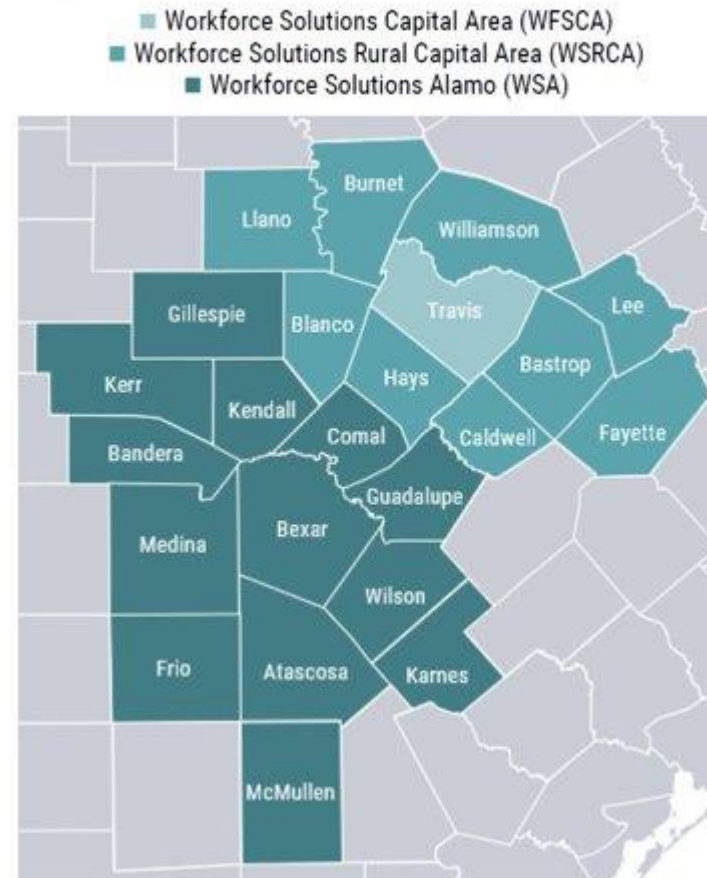 Workforce Solutions Capital Area (WFSCA)
Workforce Solutions Rural Capital Area (WSRCA)
Workforce Solutions Alamo (WSA)
Burnet
Llano
Williamson
Gillespie
Blanco
Travis
Lee
Kerr
Kendall
Hays
Bastrop
Comal
Caldwell
Fayette
Bandera
Guadalupe
Medina
Bexar
Wilson
Frio
Atascosa
Karnes
McMullen